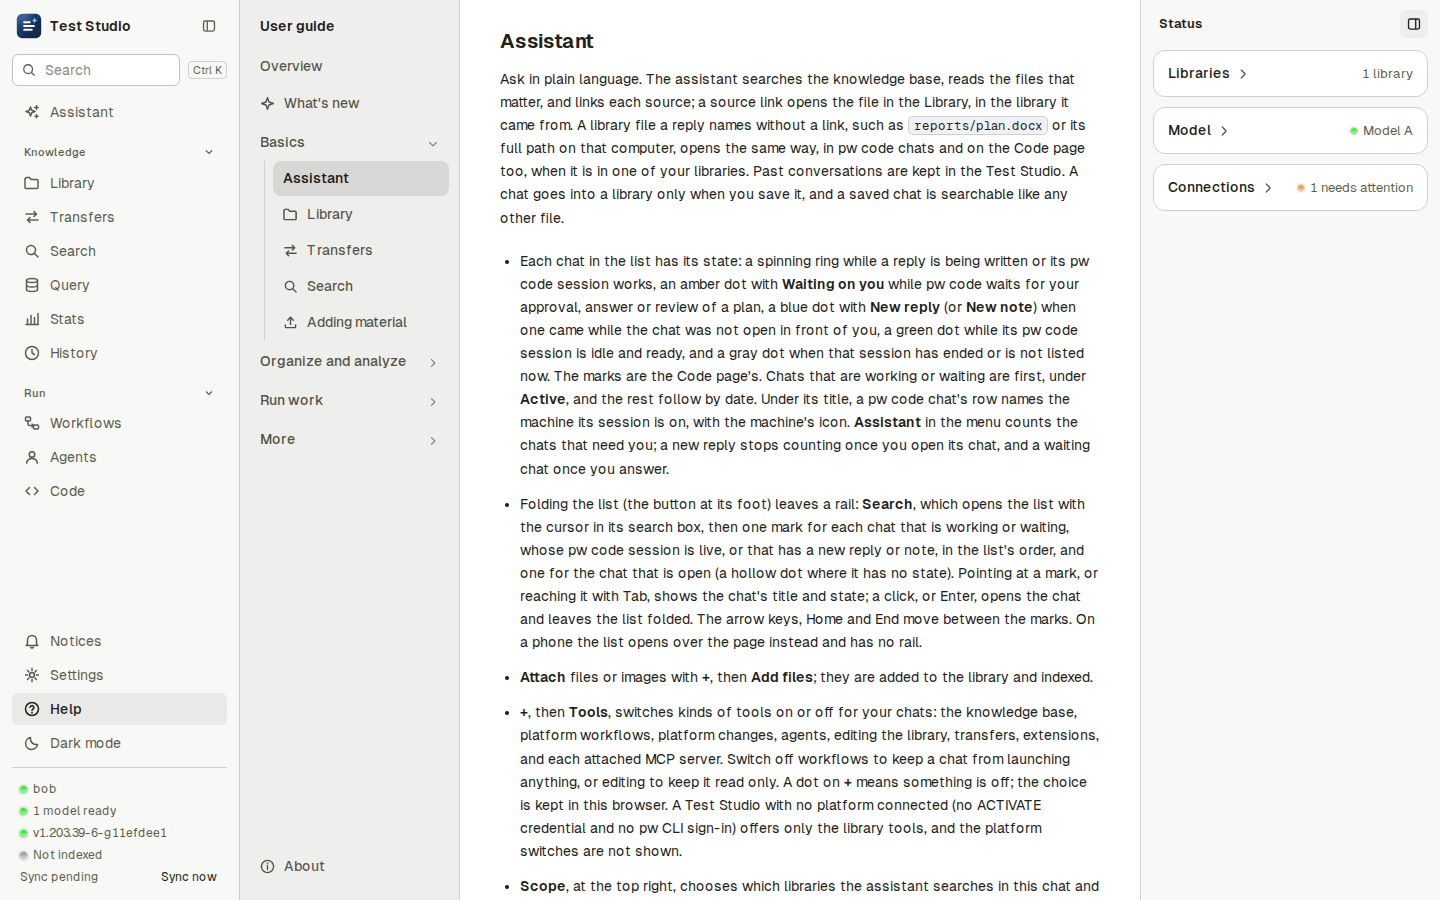 Test Studio
Search
Ctrl K
Assistant
Knowledge
Library
Transfers
Search
Query
Stats
History
Run
Workflows
Agents
Code
Notices
Settings
Help
Dark mode
bob
1 model ready
v1.203.39-6-g11efdee1
Not indexed
Sync pending
Sync now
User guide
Overview
What's new
Basics
Assistant
Library
Transfers
Search
Adding material
Organize and analyze
Run work
More
About
Assistant
Ask in plain language. The assistant searches the knowledge base, reads the files that
matter, and links each source; a source link opens the file in the Library, in the library it
came from. A library file a reply names without a link, such as reports/plan.docx or its
full path on that computer, opens the same way, in pw code chats and on the Code page
too, when it is in one of your libraries. Past conversations are kept in the Test Studio. A
chat goes into a library only when you save it, and a saved chat is searchable like any
other file.
• Each chat in the list has its state: a spinning ring while a reply is being written or its pw
code session works, an amber dot with Waiting on you while pw code waits for your
approval, answer or review of a plan, a blue dot with New reply (or New note) when
one came while the chat was not open in front of you, a green dot while its pw code
session is idle and ready, and a gray dot when that session has ended or is not listed
now. The marks are the Code page's. Chats that are working or waiting are first, under
Active, and the rest follow by date. Under its title, a pw code chat's row names the
machine its session is on, with the machine's icon. Assistant in the menu counts the
chats that need you; a new reply stops counting once you open its chat, and a waiting
chat once you answer.
• Folding the list (the button at its foot) leaves a rail: Search, which opens the list with
the cursor in its search box, then one mark for each chat that is working or waiting,
whose pw code session is live, or that has a new reply or note, in the list's order, and
one for the chat that is open (a hollow dot where it has no state). Pointing at a mark, or
reaching it with Tab, shows the chat's title and state; a click, or Enter, opens the chat
and leaves the list folded. The arrow keys, Home and End move between the marks. On
a phone the list opens over the page instead and has no rail.
• Attach files or images with +, then Add files; they are added to the library and indexed.
• +, then Tools, switches kinds of tools on or off for your chats: the knowledge base,
platform workflows, platform changes, agents, editing the library, transfers, extensions,
and each attached MCP server. Switch off workflows to keep a chat from launching
anything, or editing to keep it read only. A dot on + means something is off; the choice
is kept in this browser. A Test Studio with no platform connected (no ACTIVATE
credential and no pw CLI sign-in) offers only the library tools, and the platform
switches are not shown.
• Scope, at the top right, chooses which libraries the assistant searches in this chat and
Status
Libraries
1 library
Model
Model A
Connections
1 needs attention